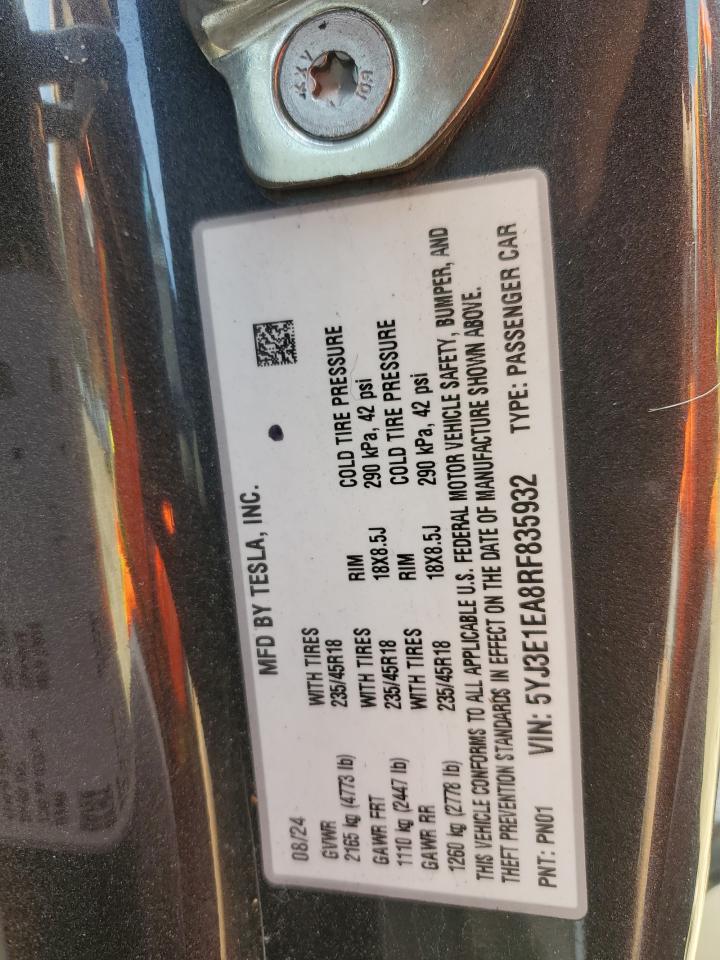 MFD BY TESLA, INC.
08/24
GVWR WITH TIRES RIM COLD TIRE PRESSURE
2165 kg (4773 lb) 235/45R18 18X8.5J 290 kPa, 42 psi
GAWR FRT WITH TIRES RIM COLD TIRE PRESSURE
1110 kg (2447 lb) 235/45R18 18X8.5J 290 kPa, 42 psi
GAWR RR WITH TIRES
1260 kg (2778 lb) 235/45R18
THIS VEHICLE CONFORMS TO ALL APPLICABLE U.S. FEDERAL MOTOR VEHICLE SAFETY, BUMPER, AND
THEFT PREVENTION STANDARDS IN EFFECT ON THE DATE OF MANUFACTURE SHOWN ABOVE.
PNT: PN01 VIN: 5YJ3E1EA8RF835932 TYPE: PASSENGER CAR